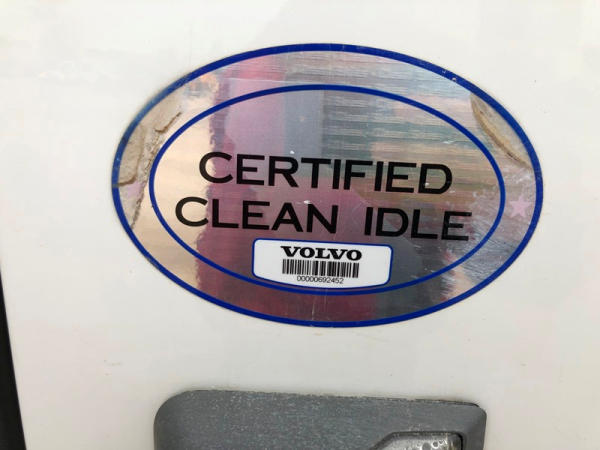 CERTIFIED
CLEAN IDLE
VOLVO
00000692452